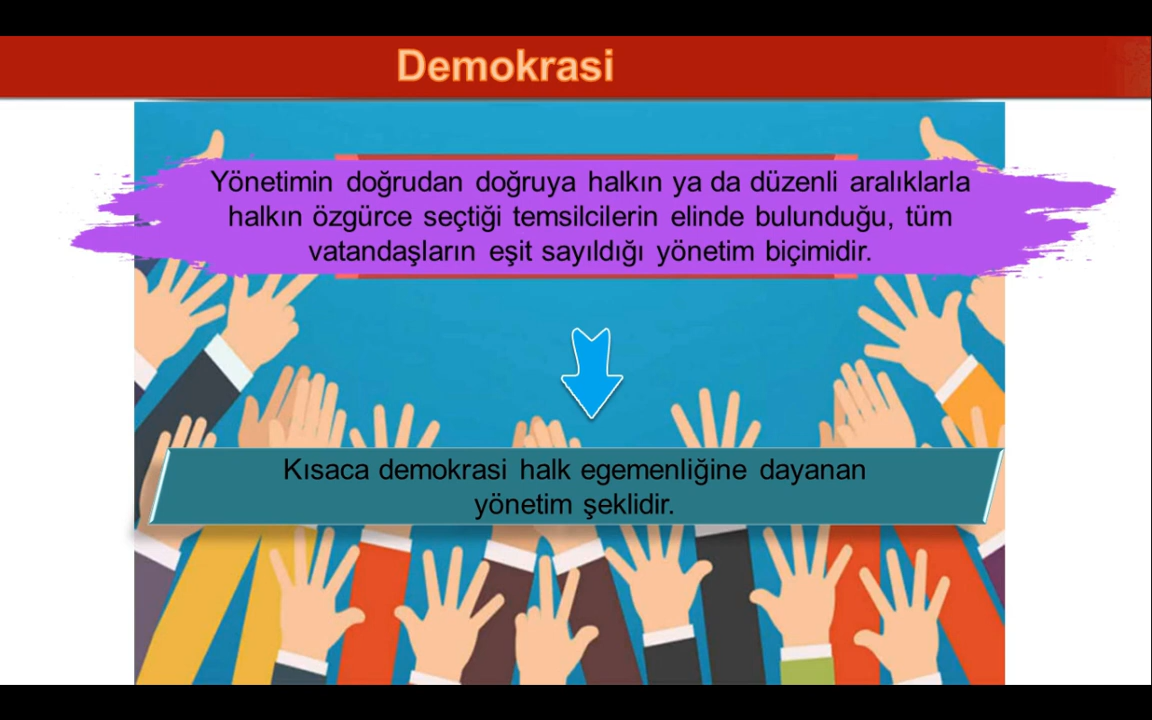 Demokrasi
Yönetimin doğrudan doğruya halkın ya da düzenli aralıklarla
halkın özgürce seçtiği temsilcilerin elinde bulunduğu, tüm
vatandaşların eşit sayıldığı yönetim biçimidir.
Kısaca demokrasi halk egemenliğine dayanan
yönetim şeklidir.